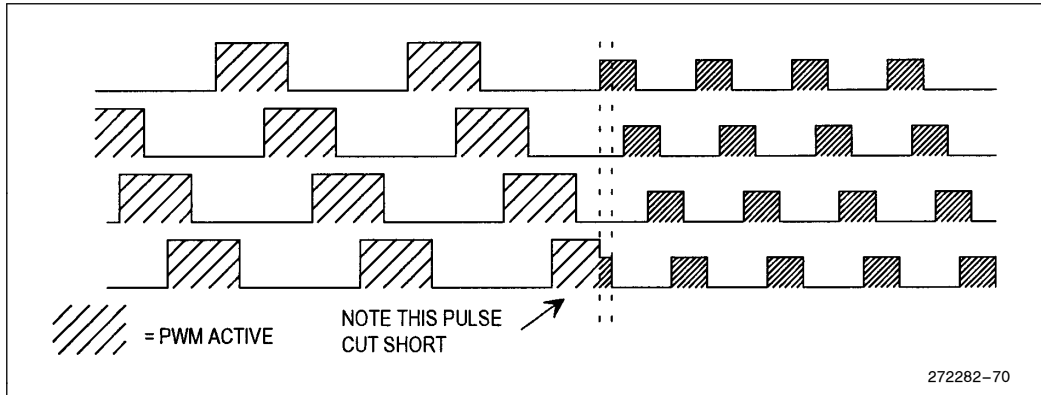 = PWM ACTIVE
NOTE THIS PULSE
CUT SHORT
272282–70